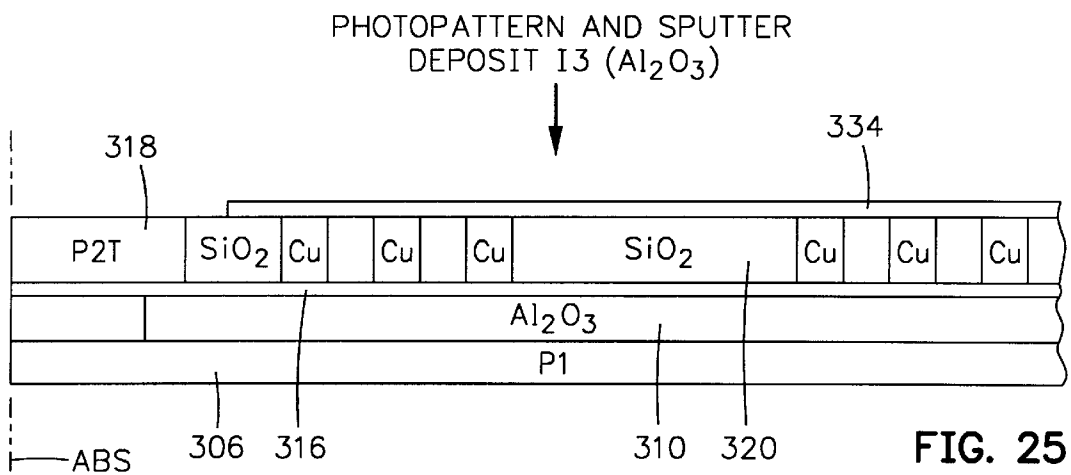 PHOTOPATTERN AND SPUTTER
DEPOSIT I3 (Al₂O₃)
318
334
P2T SiO₂ Cu Cu Cu SiO₂ Cu Cu Cu
Al₂O₃
P1
306 316 310 320
ABS
FIG. 25